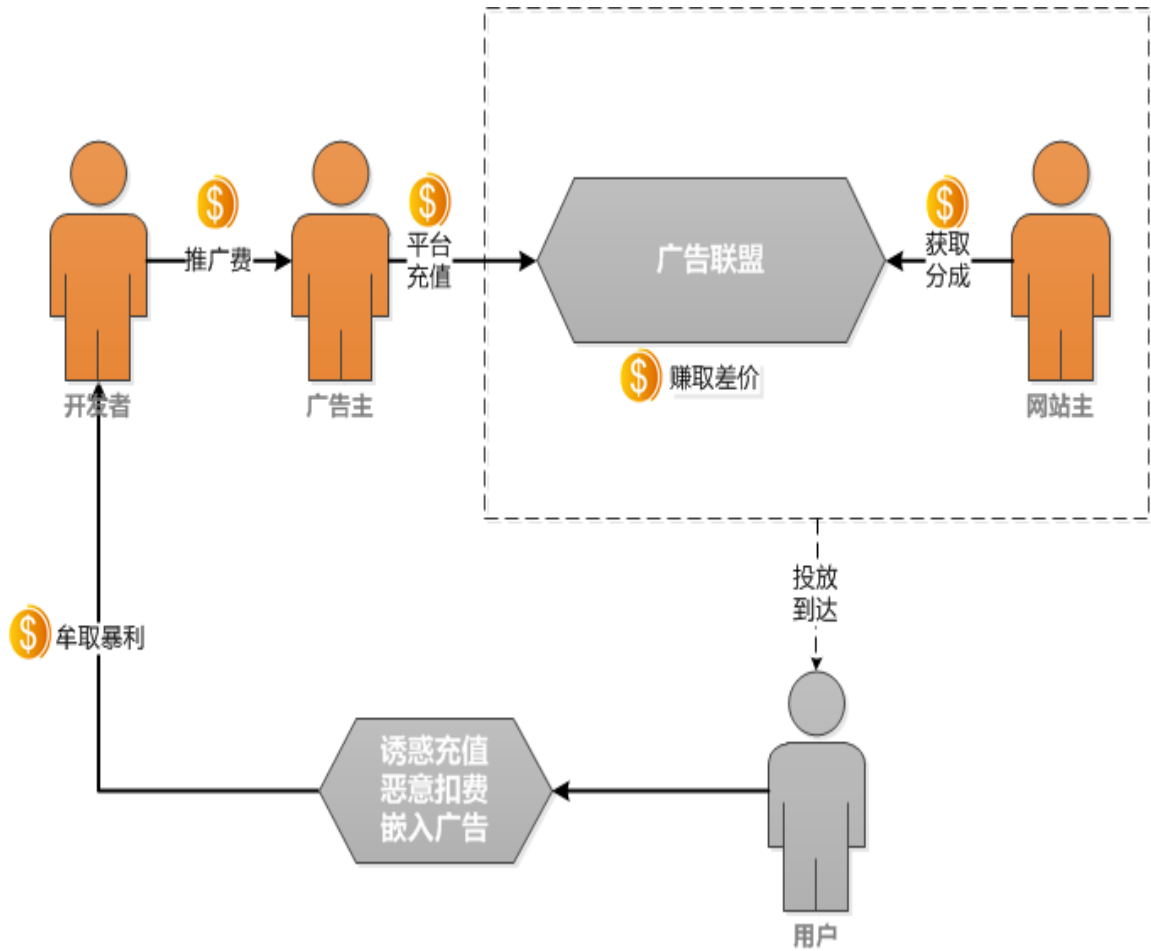 推广费
平台
充值
广告联盟
获取
分成
$
$
$
$ 赚取差价
开发者
广告主
网站主
投放
到达
$ 牟取暴利
诱惑充值
恶意扣费
嵌入广告
用户